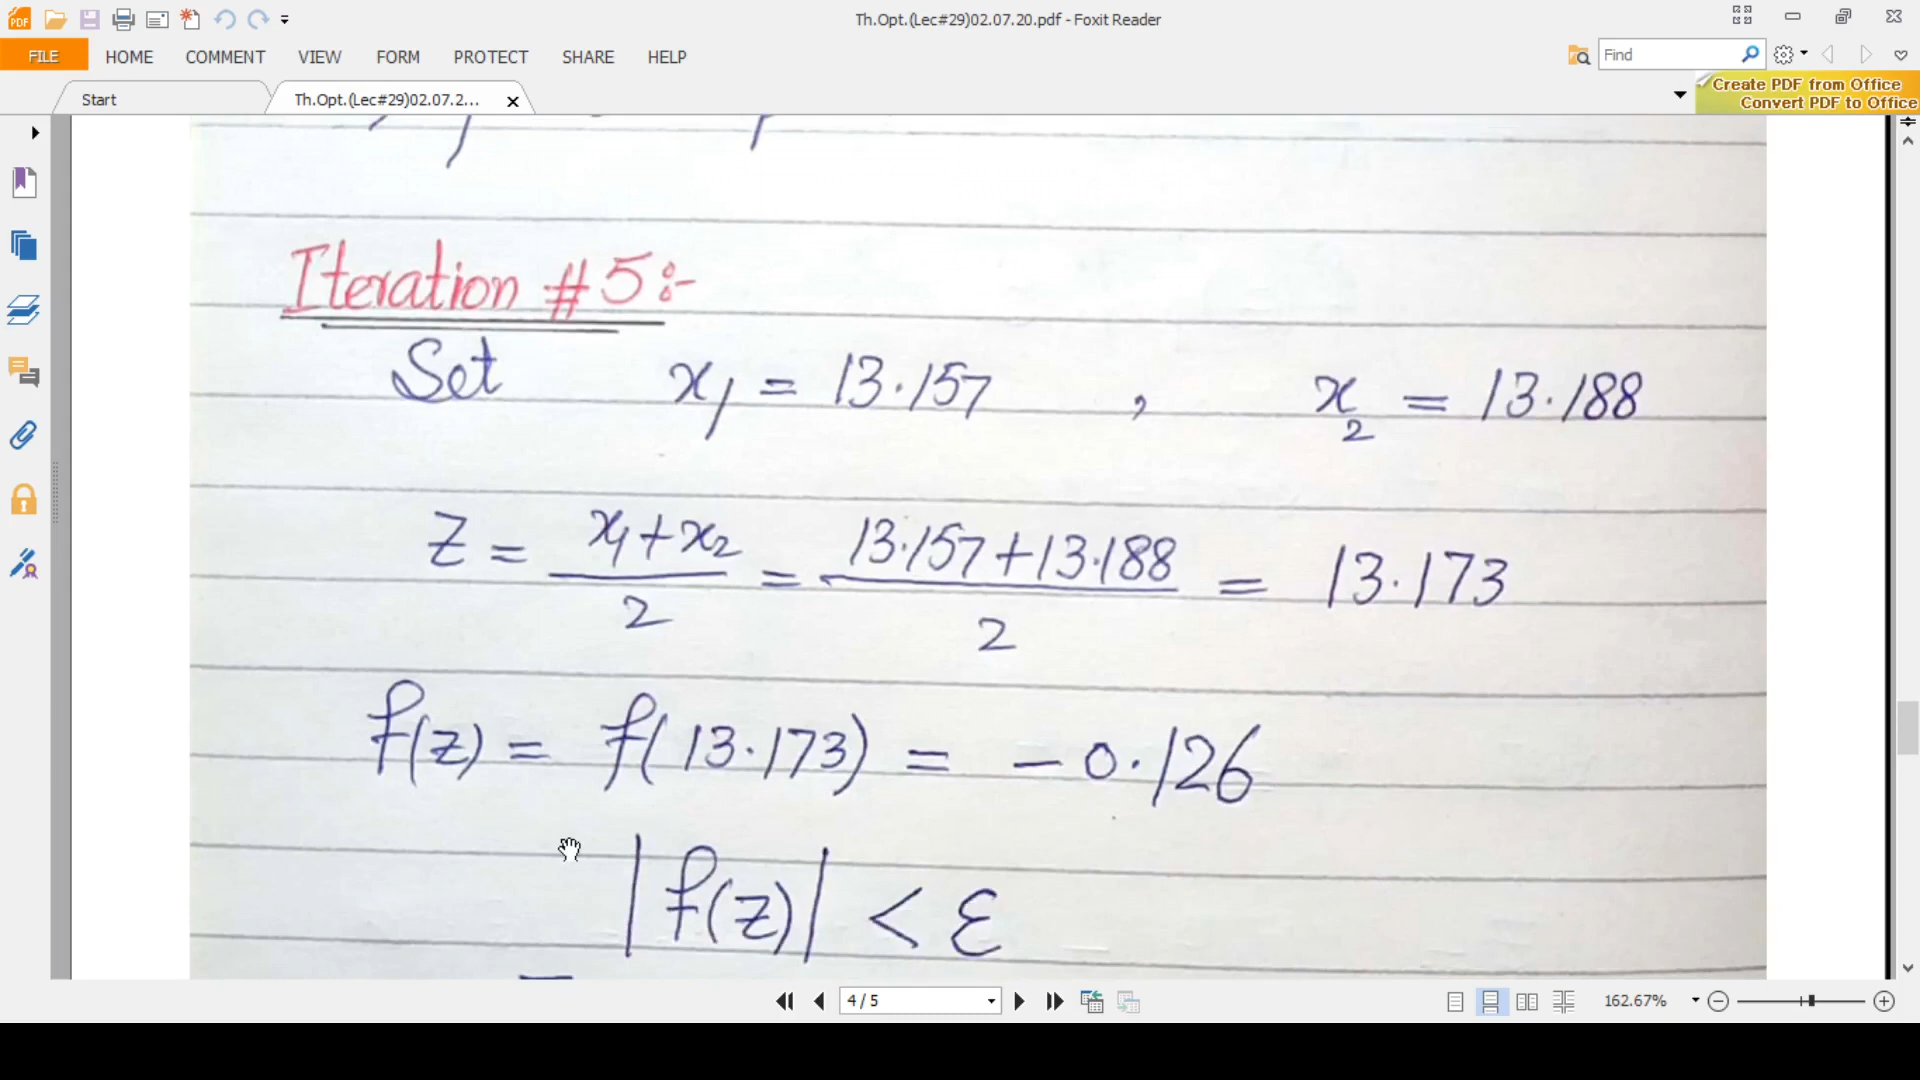 Th.Opt.(Lec#29)02.07.20.pdf - Foxit Reader
FILE HOME COMMENT VIEW FORM PROTECT SHARE HELP
Find
Start Th.Opt.(Lec#29)02.07.2...
Create PDF from Office
Convert PDF to Office
Iteration #5:-
Set x₁ = 13.157 , x₂ = 13.188
Z = x₁+x₂/2 = 13.157+13.188/2 = 13.173
f(z) = f(13.173) = -0.126
|f(z)| < ε
4 / 5
162.67%